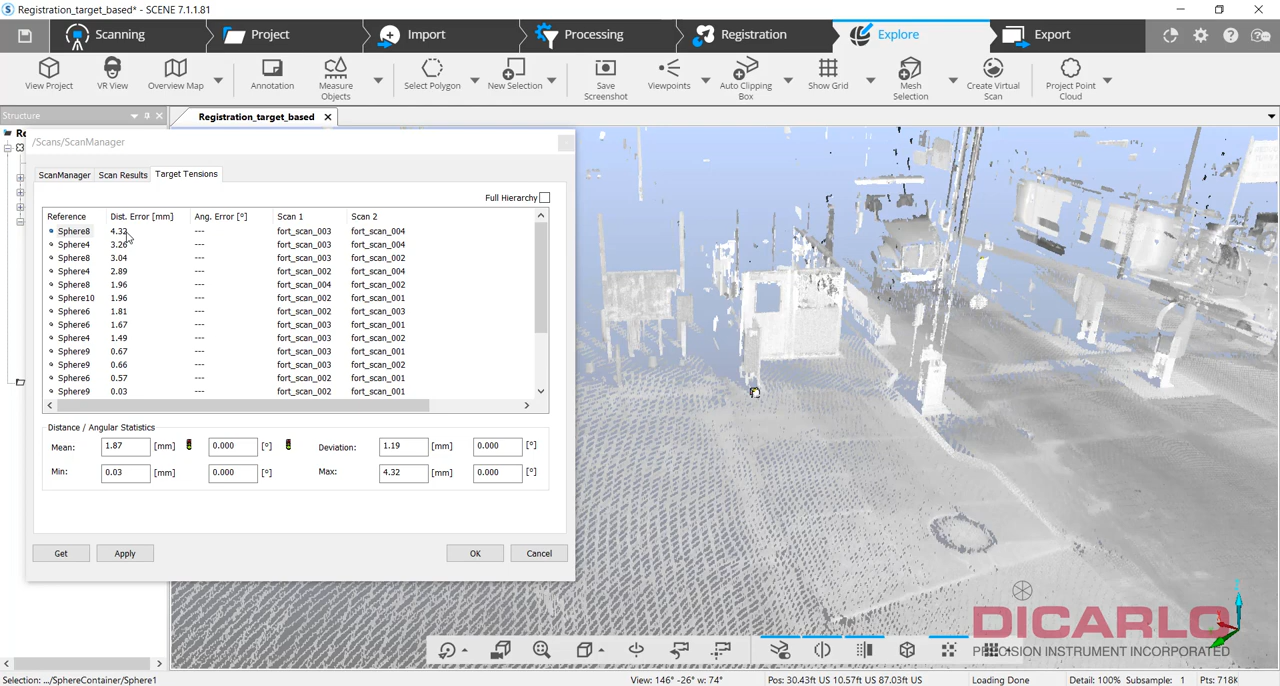 Registration_target_based* - SCENE 7.1.1.81
Scanning Project Import Processing Registration Explore Export
View Project VR View Overview Map Annotation Measure Objects Select Polygon New Selection Save Screenshot Viewpoints Auto Clipping Box Show Grid Mesh Selection Create Virtual Scan Project Point Cloud
Structure
Registration_target_based
Re
/Scans/ScanManager
ScanManager Scan Results Target Tensions
Full Hierarchy
Reference Dist. Error [mm] Ang. Error [°] Scan 1 Scan 2
Sphere8 4.32 --- fort_scan_003 fort_scan_004
Sphere4 3.26 --- fort_scan_003 fort_scan_004
Sphere8 3.04 --- fort_scan_003 fort_scan_002
Sphere4 2.89 --- fort_scan_002 fort_scan_004
Sphere8 1.96 --- fort_scan_004 fort_scan_002
Sphere10 1.96 --- fort_scan_002 fort_scan_001
Sphere6 1.81 --- fort_scan_002 fort_scan_003
Sphere6 1.67 --- fort_scan_003 fort_scan_001
Sphere4 1.49 --- fort_scan_003 fort_scan_002
Sphere9 0.67 --- fort_scan_003 fort_scan_001
Sphere9 0.66 --- fort_scan_003 fort_scan_002
Sphere6 0.57 --- fort_scan_002 fort_scan_001
Sphere9 0.03 --- fort_scan_002 fort_scan_001
Distance / Angular Statistics
Mean: 1.87 [mm] 0.000 [°] Deviation: 1.19 [mm] 0.000 [°]
Min: 0.03 [mm] 0.000 [°] Max: 4.32 [mm] 0.000 [°]
Get Apply OK Cancel
DICARLO
PRECISION INSTRUMENT INCORPORATED
Selection: .../SphereContainer/Sphere1 View: 146° -26° w: 74° Pos: 30.43ft US 10.57ft US 87.03ft US Loading Done Detail: 100% Subsample: 1 Pts: 718K